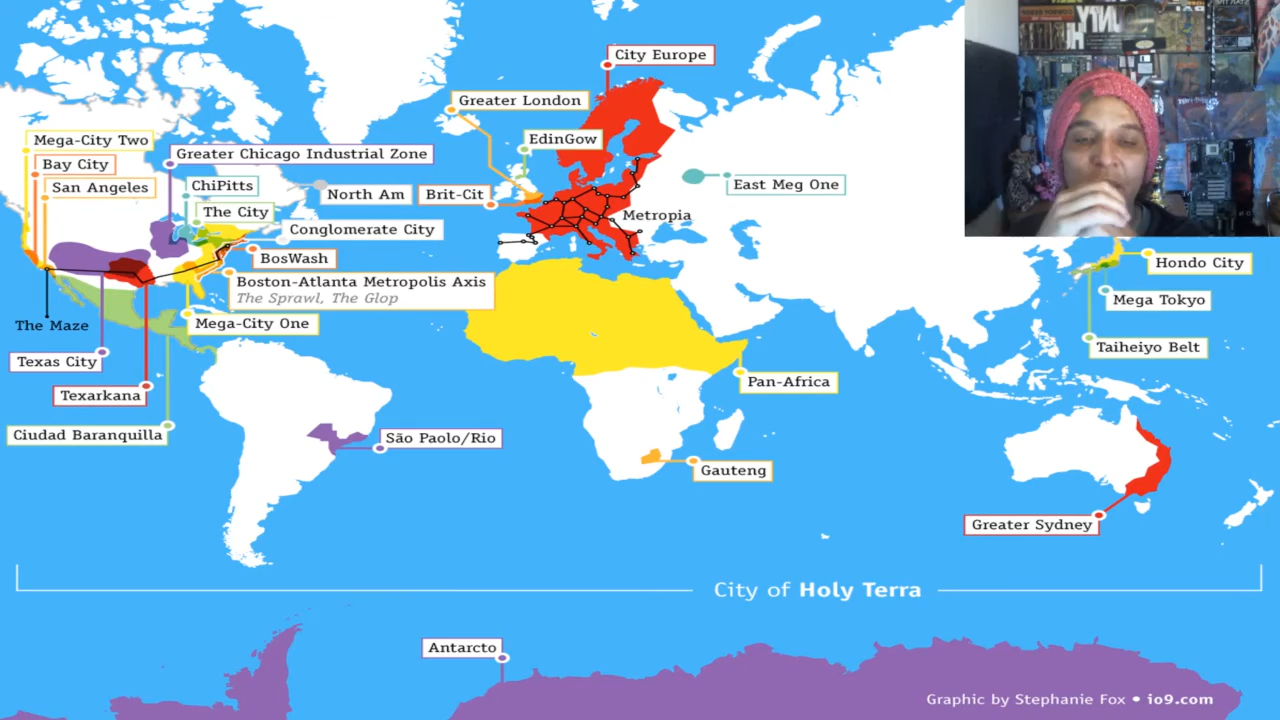 City Europe
Greater London
EdinGow
Mega-City Two
Greater Chicago Industrial Zone
Bay City
ChiPitts
San Angeles
North Am
Brit-Cit
East Meg One
The City
Metropia
Conglomerate City
BosWash
Hondo City
Boston-Atlanta Metropolis Axis
The Sprawl, The Glop
Mega Tokyo
The Maze
Mega-City One
Taiheiyo Belt
Texas City
Pan-Africa
Texarkana
Ciudad Baranquilla
São Paolo/Rio
Gauteng
Greater Sydney
City of Holy Terra
Antarcto
Graphic by Stephanie Fox • io9.com